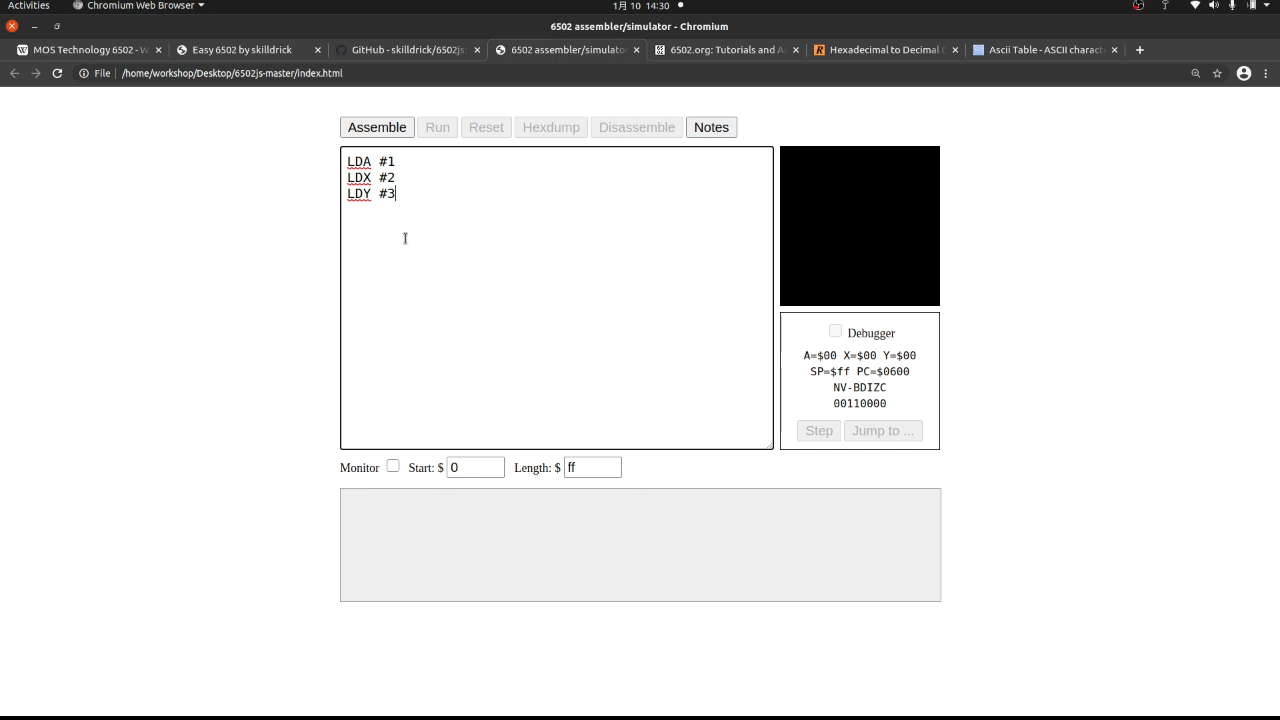 Activities Chromium Web Browser 1月 10 14:30
6502 assembler/simulator - Chromium
MOS Technology 6502 - W Easy 6502 by skilldrick GitHub - skilldrick/6502js: 6502 assembler/simulato 6502.org: Tutorials and A Hexadecimal to Decimal C Ascii Table - ASCII charact
File /home/workshop/Desktop/6502js-master/index.html
Assemble Run Reset Hexdump Disassemble Notes
LDA #1
LDX #2
LDY #3
Debugger
A=$00 X=$00 Y=$00
SP=$ff PC=$0600
NV-BDIZC
00110000
Step Jump to ...
Monitor Start: $ 0 Length: $ ff